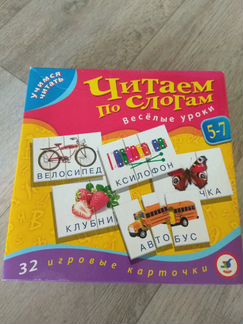 Учимся
читать
Читаем
по слогам
Весёлые уроки
5-7
ВЕЛОСИПЕД
КСИЛОФОН
КЛУБНИ
ЧКА
АВТОБУС
32 игровые карточки